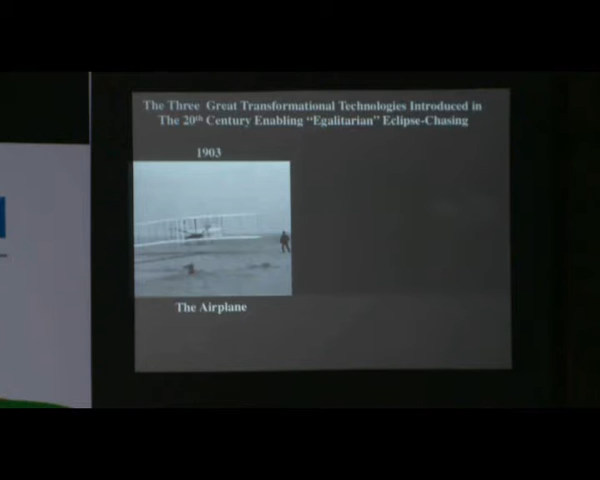 The Three Great Transformational Technologies Introduced in
The 20th Century Enabling "Egalitarian" Eclipse-Chasing
1903
The Airplane